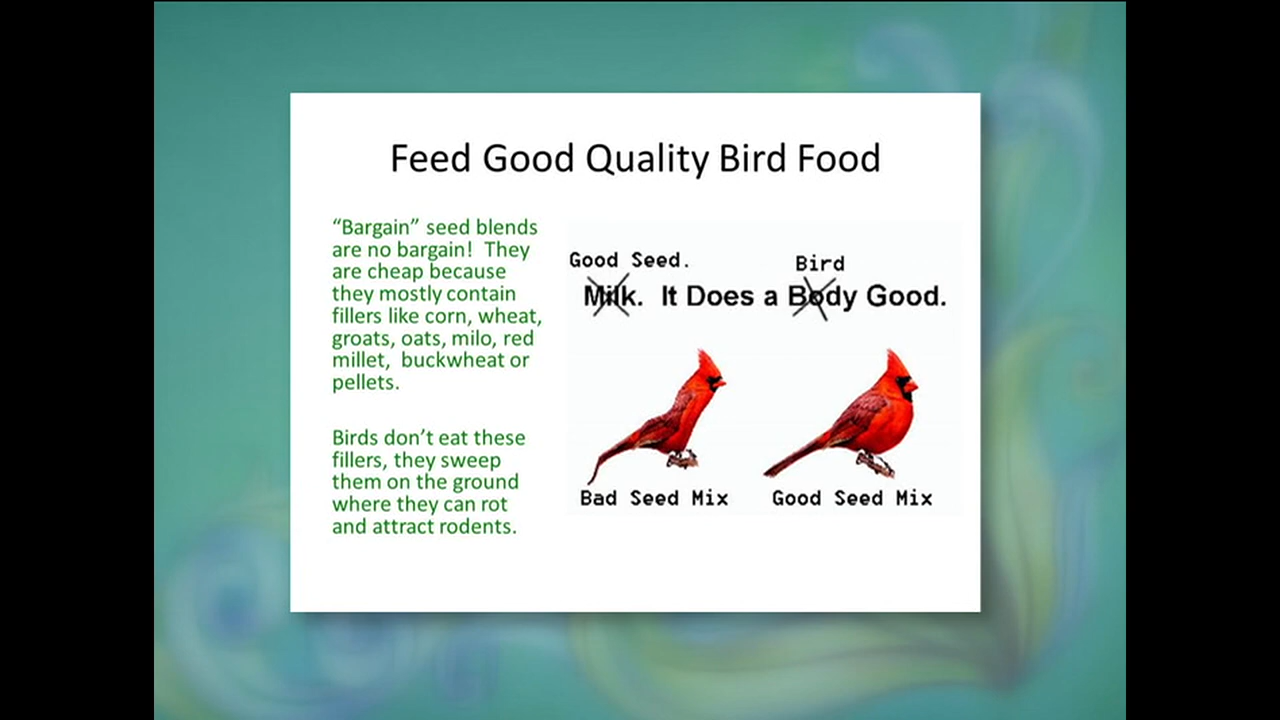 Feed Good Quality Bird Food
“Bargain” seed blends
are no bargain!  They
are cheap because
they mostly contain
fillers like corn, wheat,
groats, oats, milo, red
millet,  buckwheat or
pellets.
Birds don’t eat these
fillers, they sweep
them on the ground
where they can rot
and attract rodents.
Good Seed. Bird
Milk.  It Does a Body Good.
Bad Seed Mix
Good Seed Mix